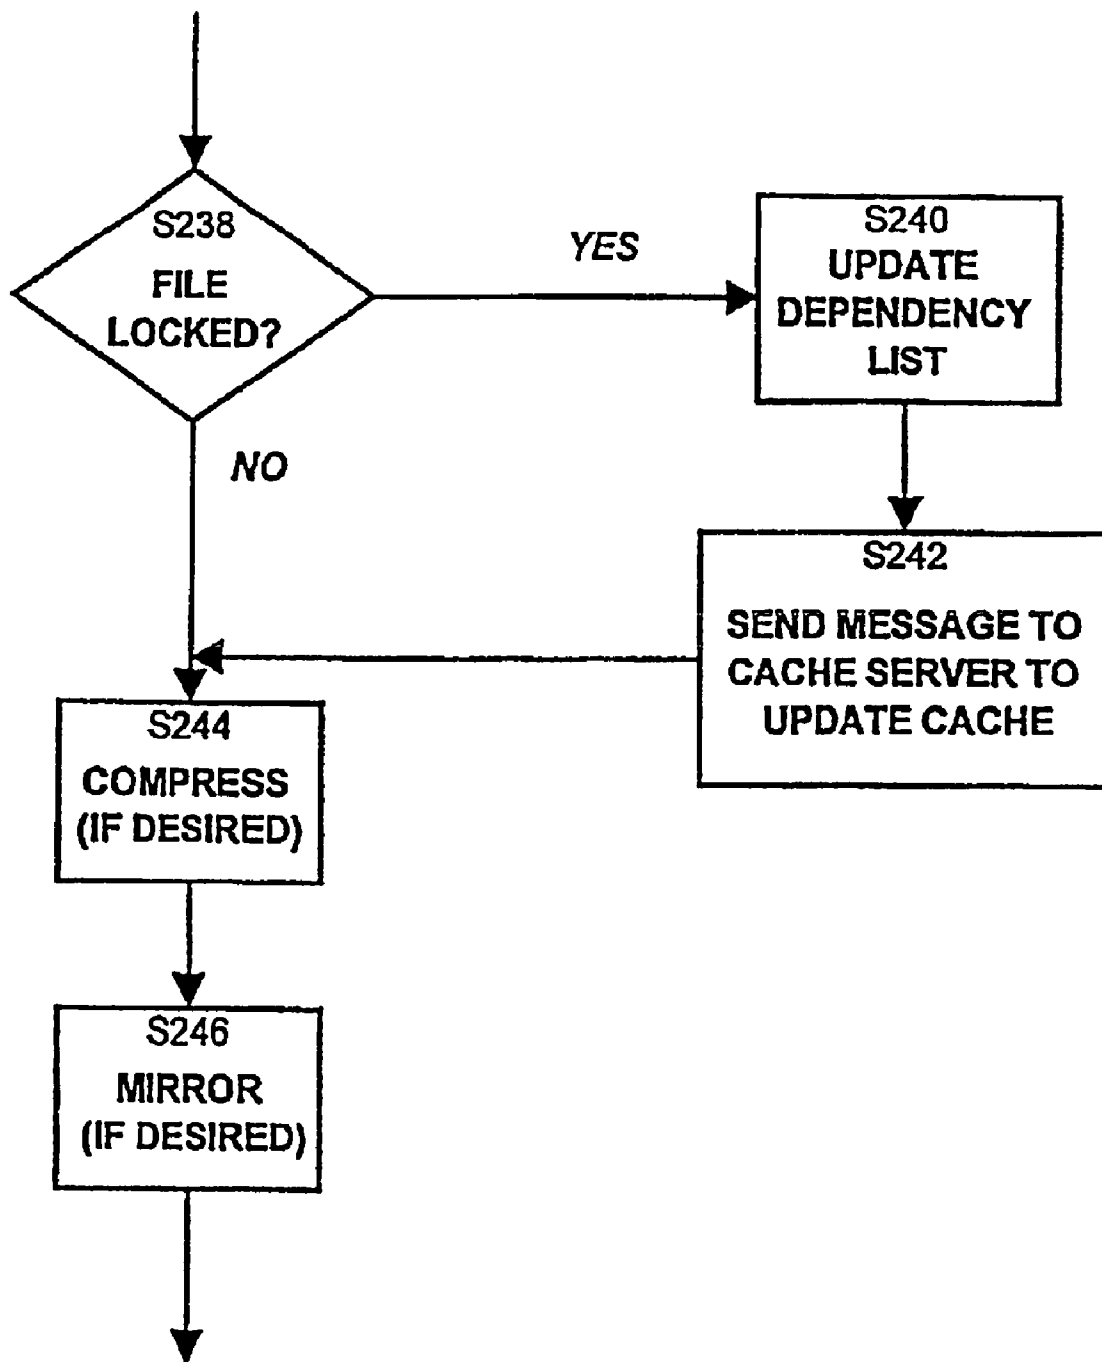 S238
FILE
LOCKED?
YES
S240
UPDATE
DEPENDENCY
LIST
NO
S242
SEND MESSAGE TO
CACHE SERVER TO
UPDATE CACHE
S244
COMPRESS
(IF DESIRED)
S246
MIRROR
(IF DESIRED)